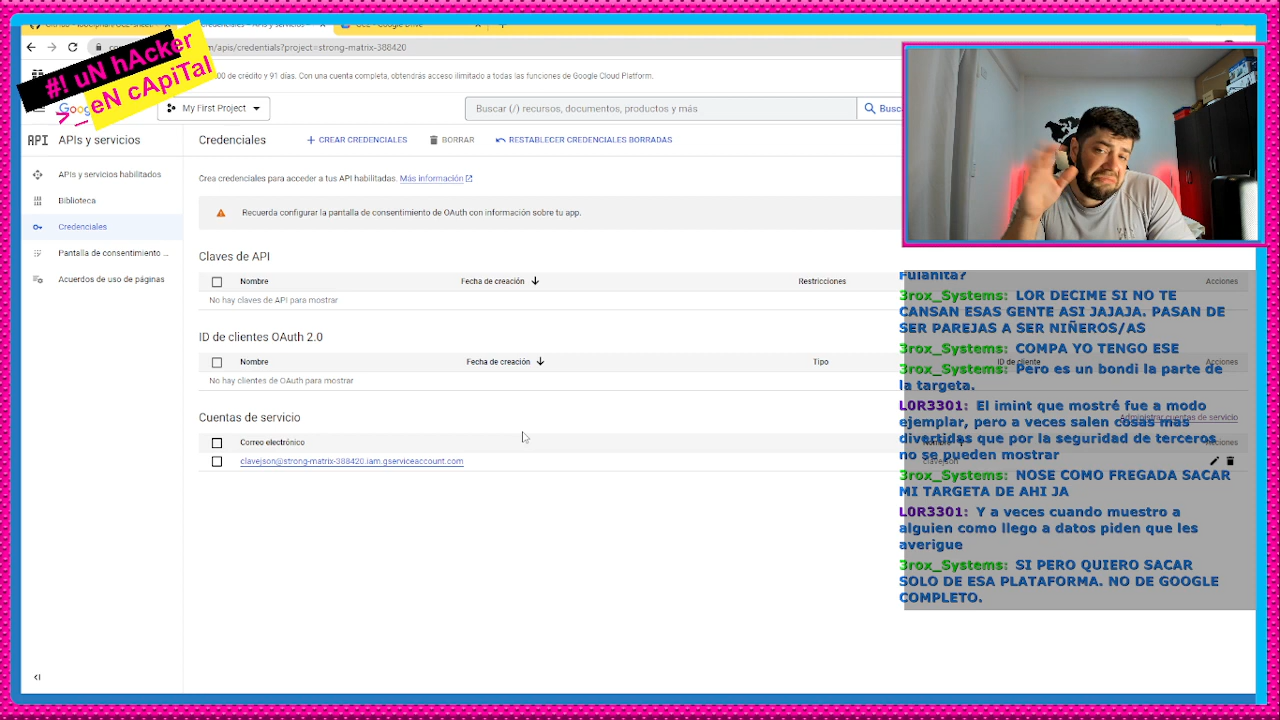 Credenciales – APIs y servicios –
GC2 - Google Drive
#! uN hAcker
>_ eN cApiTal
/apis/credentials?project=strong-matrix-388420
00 de crédito y 91 días. Con una cuenta completa, obtendrás acceso ilimitado a todas las funciones de Google Cloud Platform.
My First Project
Buscar (/) recursos, documentos, productos y más
API APIs y servicios
Credenciales
CREAR CREDENCIALES
BORRAR
RESTABLECER CREDENCIALES BORRADAS
APIs y servicios habilitados
Biblioteca
Credenciales
Pantalla de consentimiento ...
Acuerdos de uso de páginas
Crea credenciales para acceder a tus API habilitadas. Más información
Recuerda configurar la pantalla de consentimiento de OAuth con información sobre tu app.
Claves de API
Nombre
Fecha de creación
Restricciones
Acciones
No hay claves de API para mostrar
ID de clientes OAuth 2.0
Nombre
Fecha de creación
Tipo
ID de cliente
Acciones
No hay clientes de OAuth para mostrar
Cuentas de servicio
Administrar cuentas de servicio
Correo electrónico
Nombre
Acciones
clavejson@strong-matrix-388420.iam.gserviceaccount.com
clavejson
Fulanita?
3rox_Systems: LOR DECIME SI NO TE
CANSAN ESAS GENTE ASI JAJAJA. PASAN DE
SER PAREJAS A SER NIÑEROS/AS
3rox_Systems: COMPA YO TENGO ESE
3rox_Systems: Pero es un bondi la parte de
la targeta.
L0R3301: El imint que mostré fue a modo
ejemplar, pero a veces salen cosas mas
divertidas que por la seguridad de terceros
no se pueden mostrar
3rox_Systems: NOSE COMO FREGADA SACAR
MI TARGETA DE AHI JA
L0R3301: Y a veces cuando muestro a
alguien como llego a datos piden que les
averigue
3rox_Systems: SI PERO QUIERO SACAR
SOLO DE ESA PLATAFORMA. NO DE GOOGLE
COMPLETO.